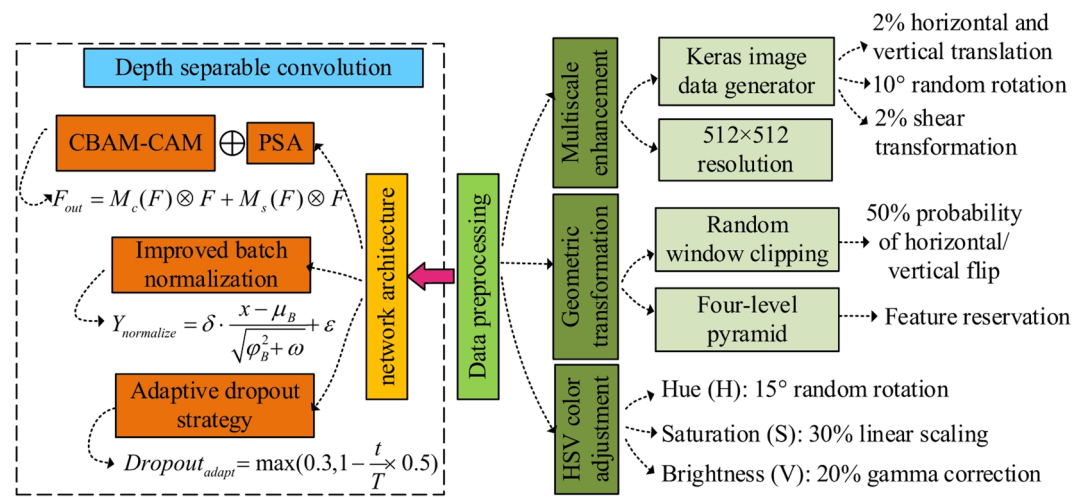 Depth separable convolution
CBAM-CAM ⊕ PSA
F_out = M_c(F) ⊗ F + M_s(F) ⊗ F
Improved batch
normalization
Y_normalize = δ · (x − μ_B) / √(φ_B² + ω) + ε
Adaptive dropout
strategy
Dropout_adapt = max(0.3,1 − t/T × 0.5)
network architecture
Data preprocessing
Multiscale
enhancement
Keras image
data generator
2% horizontal and
vertical translation
10° random rotation
2% shear
transformation
512×512
resolution
Geometric
transformation
Random
window clipping
50% probability
of horizontal/
vertical flip
Four-level
pyramid
Feature reservation
HSV color
adjustment
Hue (H): 15° random rotation
Saturation (S): 30% linear scaling
Brightness (V): 20% gamma correction